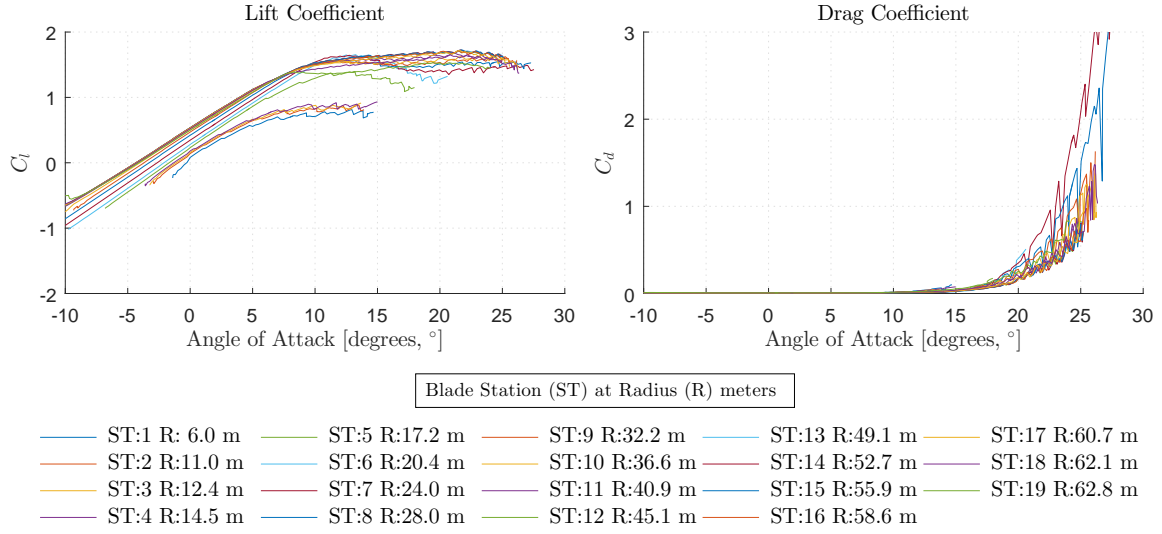 Lift Coefficient
2
1
0
-1
-2
C_l
-10 -5 0 5 10 15 20 25 30
Angle of Attack [degrees, °]
Drag Coefficient
3
2
1
0
C_d
-10 -5 0 5 10 15 20 25 30
Angle of Attack [degrees, °]
Blade Station (ST) at Radius (R) meters
ST:1 R: 6.0 m ST:5 R:17.2 m ST:9 R:32.2 m ST:13 R:49.1 m ST:17 R:60.7 m
ST:2 R:11.0 m ST:6 R:20.4 m ST:10 R:36.6 m ST:14 R:52.7 m ST:18 R:62.1 m
ST:3 R:12.4 m ST:7 R:24.0 m ST:11 R:40.9 m ST:15 R:55.9 m ST:19 R:62.8 m
ST:4 R:14.5 m ST:8 R:28.0 m ST:12 R:45.1 m ST:16 R:58.6 m